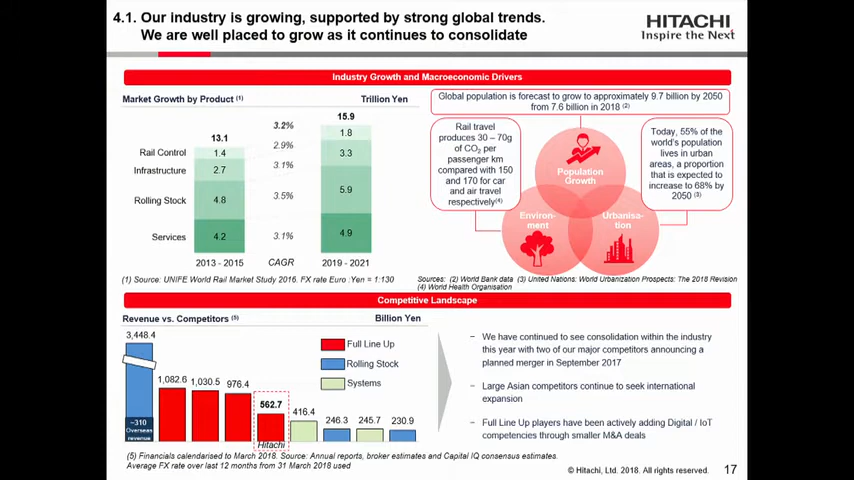 4.1. Our industry is growing, supported by strong global trends.
We are well placed to grow as it continues to consolidate
HITACHI
Inspire the Next
Industry Growth and Macroeconomic Drivers
Market Growth by Product (1)
Trillion Yen
13.1
3.2%
15.9
Rail Control
1.4
2.9%
1.8
Infrastructure
2.7
3.1%
3.3
Rolling Stock
4.8
3.5%
5.9
Services
4.2
3.1%
4.9
2013 - 2015
CAGR
2019 - 2021
(1) Source: UNIFE World Rail Market Study 2016. FX rate Euro :Yen = 1:130
Global population is forecast to grow to approximately 9.7 billion by 2050
from 7.6 billion in 2018 (2)
Rail travel
produces 30 – 70g
of CO2 per
passenger km
compared with 150
and 170 for car
and air travel
respectively(4)
Population
Growth
Environ-
ment
Urbanisa-
tion
Today, 55% of the
world's population
lives in urban
areas, a proportion
that is expected to
increase to 68% by
2050 (3)
Sources: (2) World Bank data (3) United Nations: World Urbanization Prospects: The 2018 Revision
(4) World Health Organisation
Competitive Landscape
Revenue vs. Competitors (5)
Billion Yen
3,448.4
~310
Overseas
revenue
1,082.6
1,030.5
976.4
562.7
Hitachi
416.4
246.3
245.7
230.9
Full Line Up
Rolling Stock
Systems
– We have continued to see consolidation within the industry
this year with two of our major competitors announcing a
planned merger in September 2017
– Large Asian competitors continue to seek international
expansion
– Full Line Up players have been actively adding Digital / IoT
competencies through smaller M&A deals
(5) Financials calendarised to March 2018. Source: Annual reports, broker estimates and Capital IQ consensus estimates.
Average FX rate over last 12 months from 31 March 2018 used
© Hitachi, Ltd. 2018. All rights reserved.
17